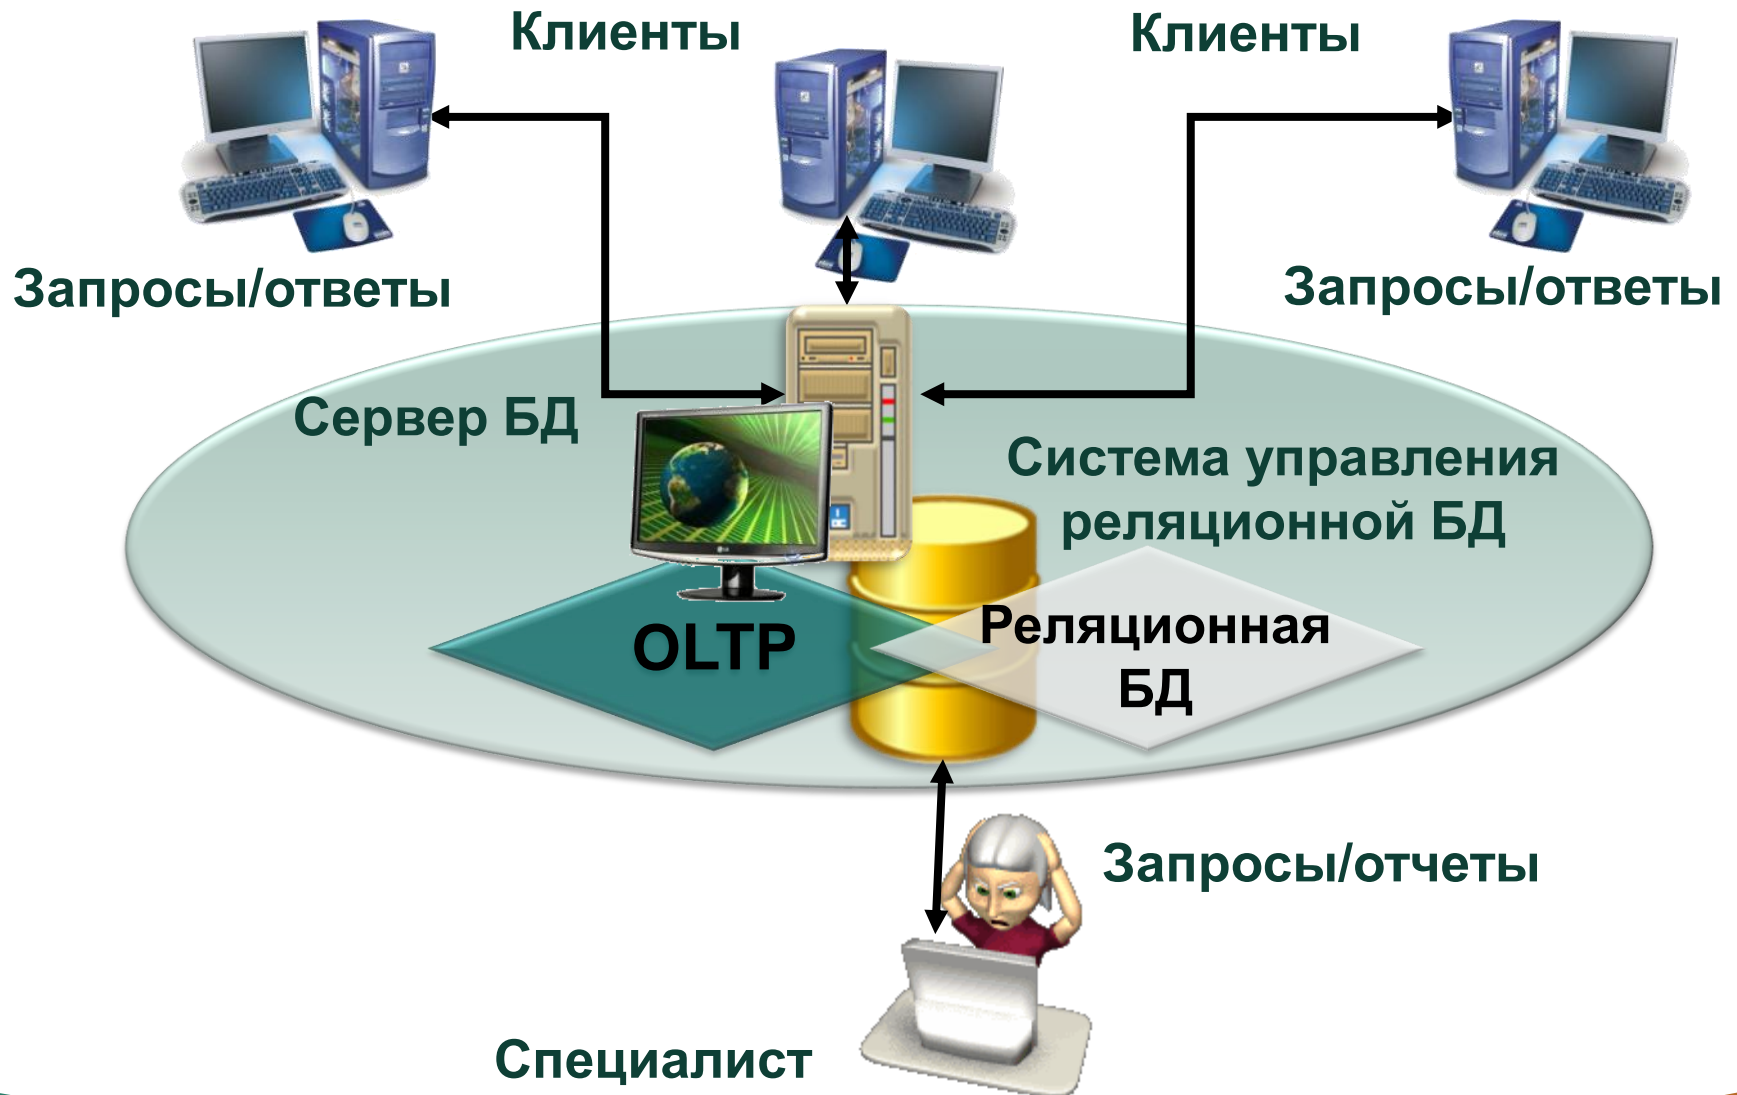 Клиенты
Клиенты
Запросы/ответы
Запросы/ответы
Сервер БД
Система управления
реляционной БД
OLTP
Реляционная
БД
Запросы/отчеты
Специалист